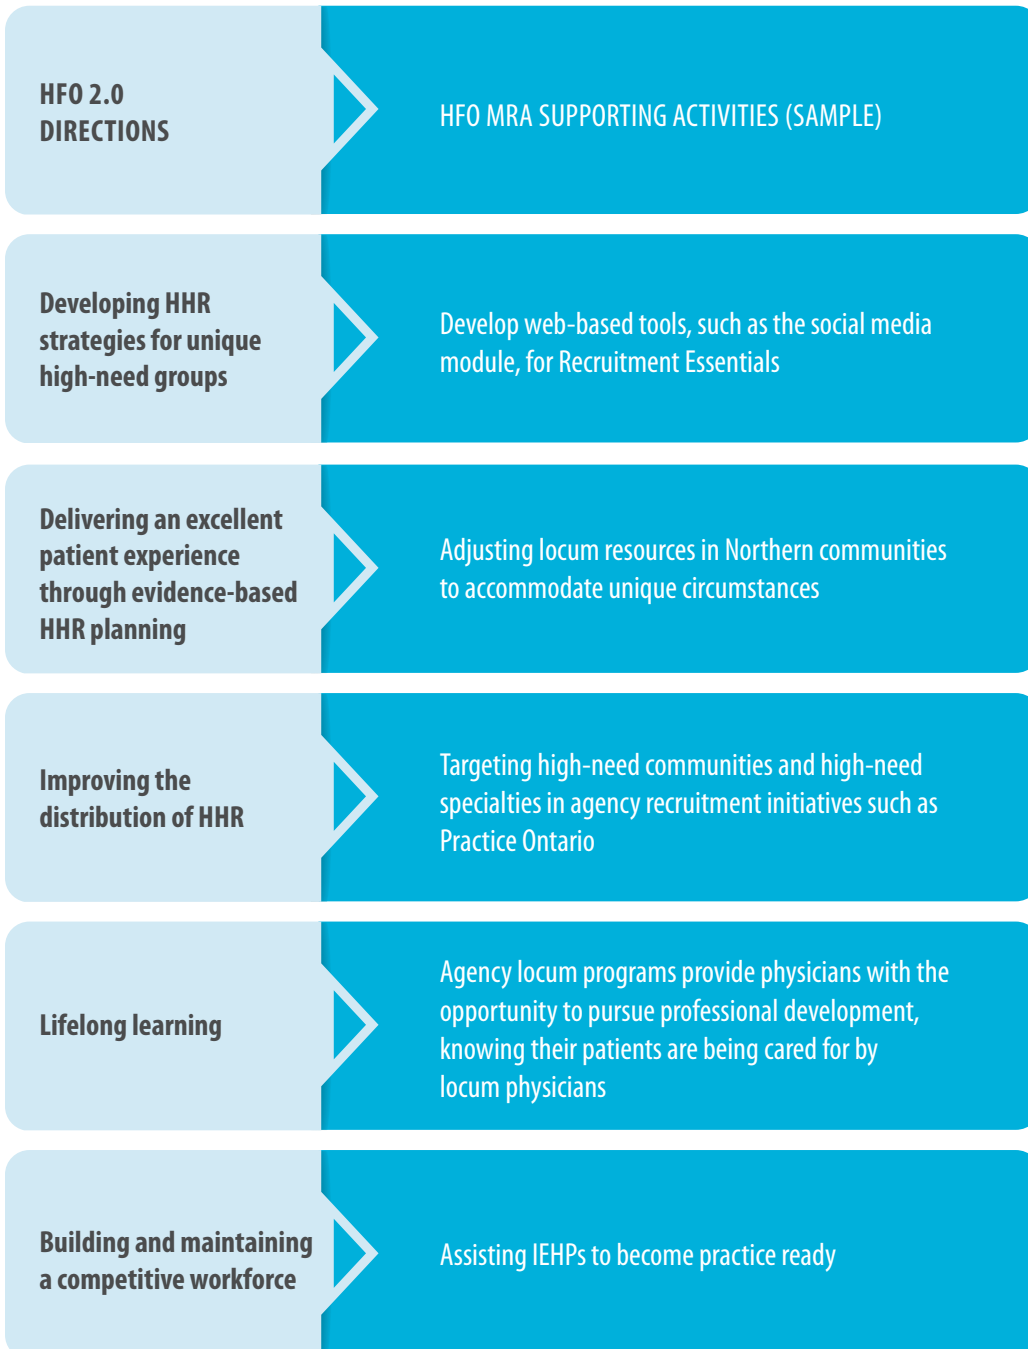 HFO 2.0
DIRECTIONS
HFO MRA SUPPORTING ACTIVITIES (SAMPLE)
Developing HHR
strategies for unique
high-need groups
Develop web-based tools, such as the social media
module, for Recruitment Essentials
Delivering an excellent
patient experience
through evidence-based
HHR planning
Adjusting locum resources in Northern communities
to accommodate unique circumstances
Improving the
distribution of HHR
Targeting high-need communities and high-need
specialties in agency recruitment initiatives such as
Practice Ontario
Lifelong learning
Agency locum programs provide physicians with the
opportunity to pursue professional development,
knowing their patients are being cared for by
locum physicians
Building and maintaining
a competitive workforce
Assisting IEHPs to become practice ready